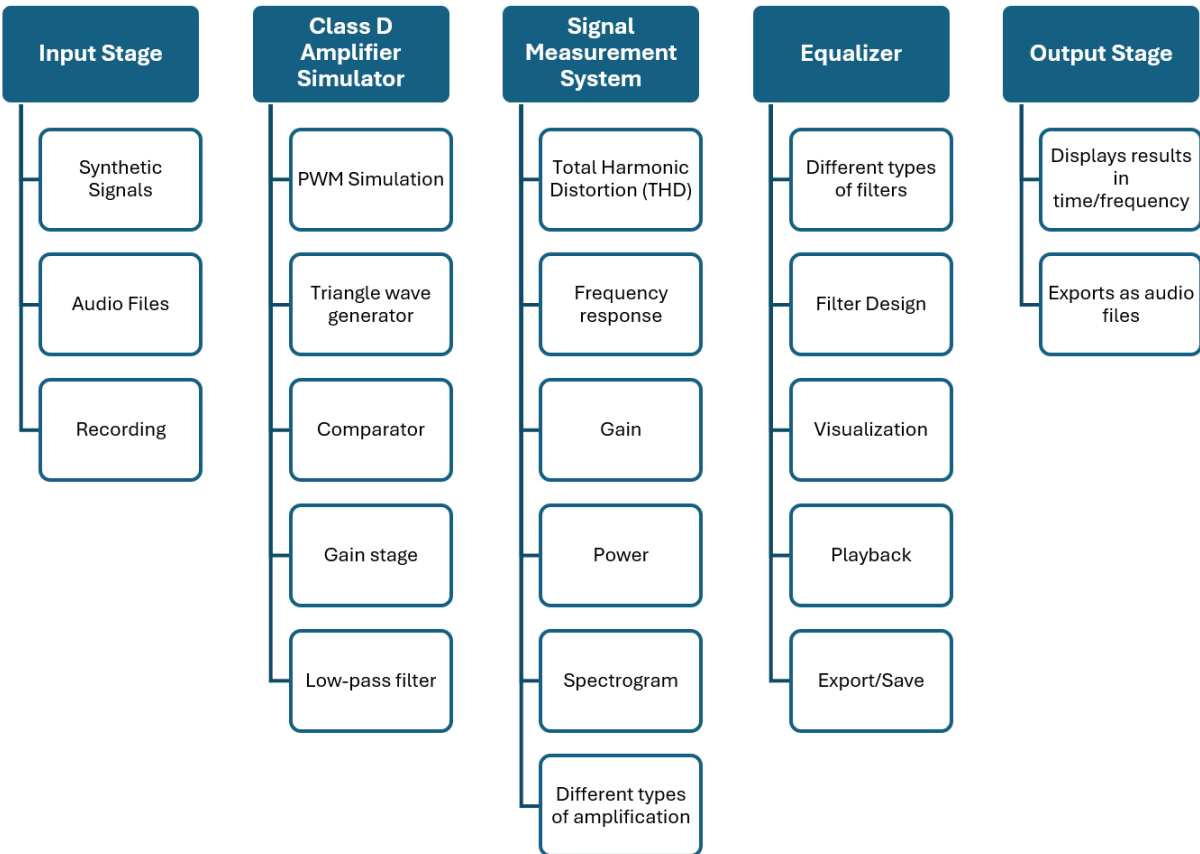 Input Stage
Synthetic
Signals
Audio Files
Recording
Class D
Amplifier
Simulator
PWM Simulation
Triangle wave
generator
Comparator
Gain stage
Low-pass filter
Signal
Measurement
System
Total Harmonic
Distortion (THD)
Frequency
response
Gain
Power
Spectrogram
Different types
of amplification
Equalizer
Different types
of filters
Filter Design
Visualization
Playback
Export/Save
Output Stage
Displays results
in
time/frequency
Exports as audio
files